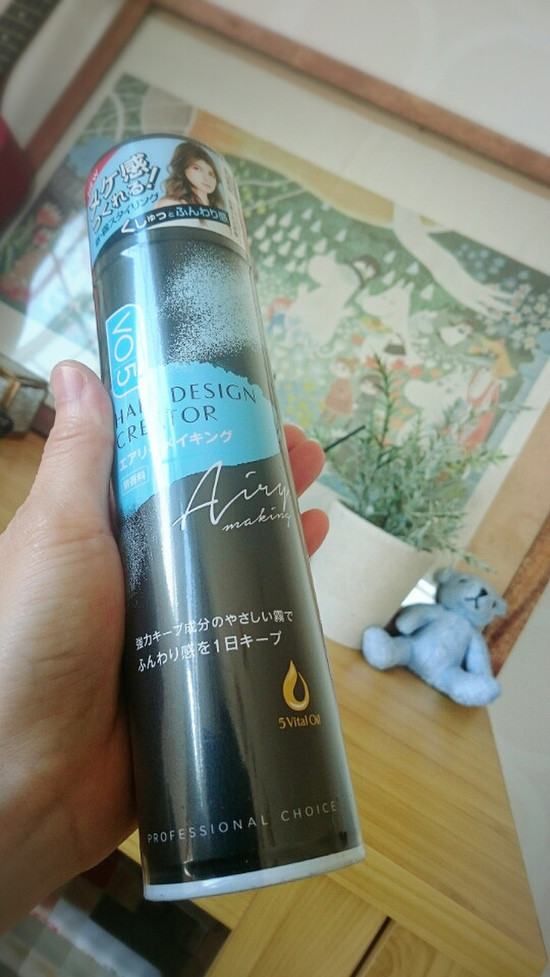 ヌケ感
つくれる!
くしゅっとふんわり感
VO5
HAIR DESIGN
CREATOR
エアリーメイキング
無香料
Airy
making
強力キープ成分のやさしい霧で
ふんわり感を1日キープ
5 Vital Oil
PROFESSIONAL CHOICE